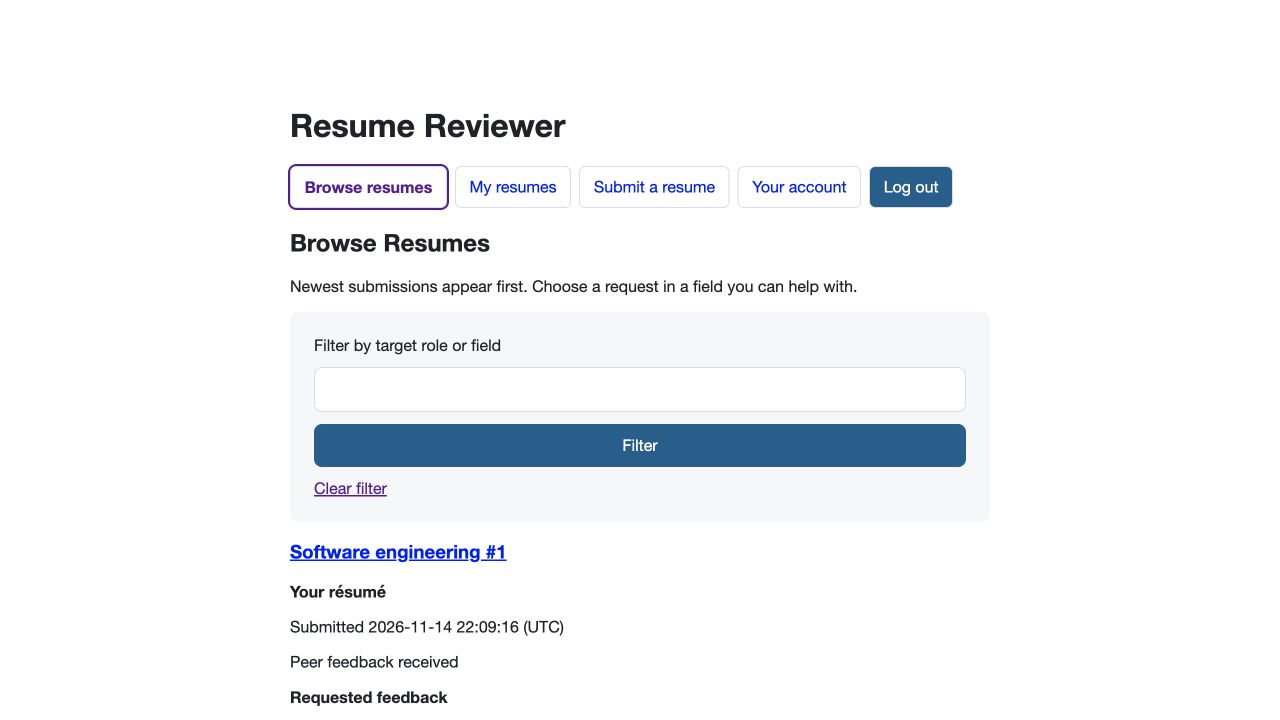 Resume Reviewer
Browse resumes
My resumes
Submit a resume
Your account
Log out
Browse Resumes
Newest submissions appear first. Choose a request in a field you can help with.
Filter by target role or field
Filter
Clear filter
Software engineering #1
Your résumé
Submitted 2026-11-14 22:09:16 (UTC)
Peer feedback received
Requested feedback